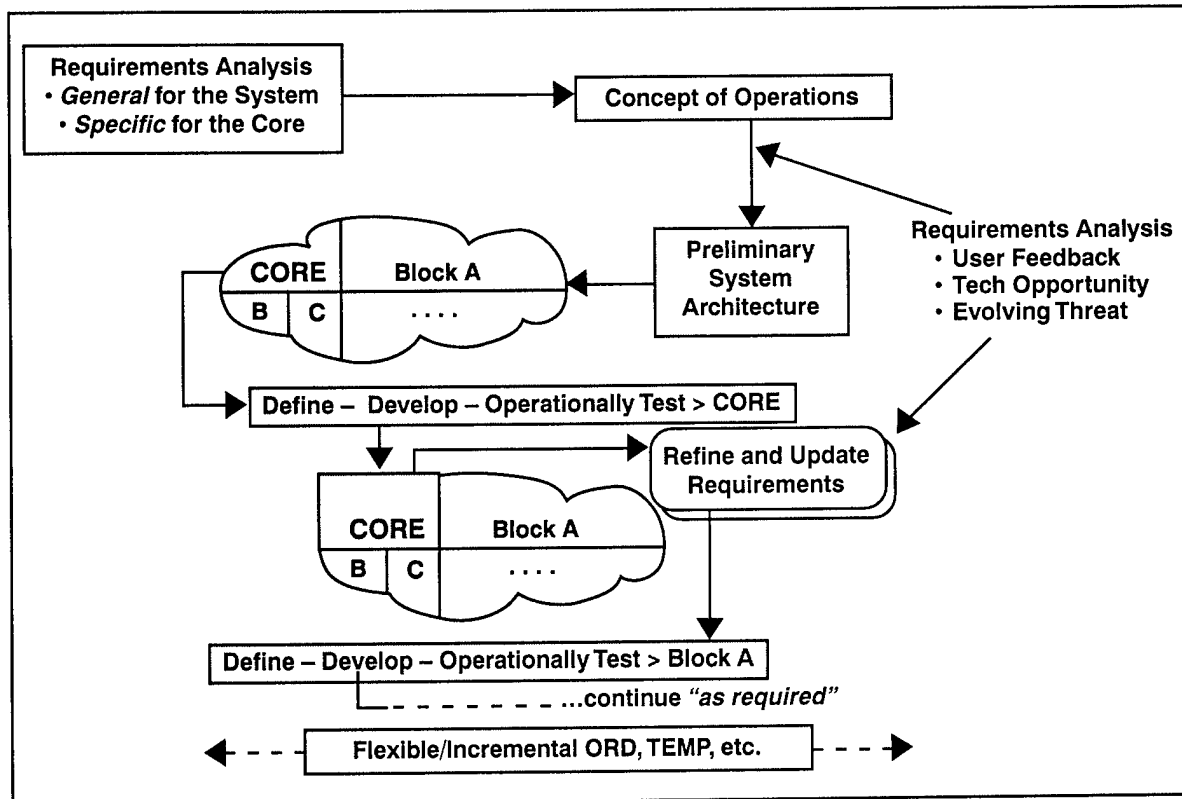 Requirements Analysis
• General for the System
• Specific for the Core
Concept of Operations
Requirements Analysis
• User Feedback
• Tech Opportunity
• Evolving Threat
Preliminary
System
Architecture
CORE
Block A
B
C
. . . .
Define – Develop – Operationally Test > CORE
Refine and Update
Requirements
CORE
Block A
B
C
. . . .
Define – Develop – Operationally Test > Block A
...continue “as required”
Flexible/Incremental ORD, TEMP, etc.